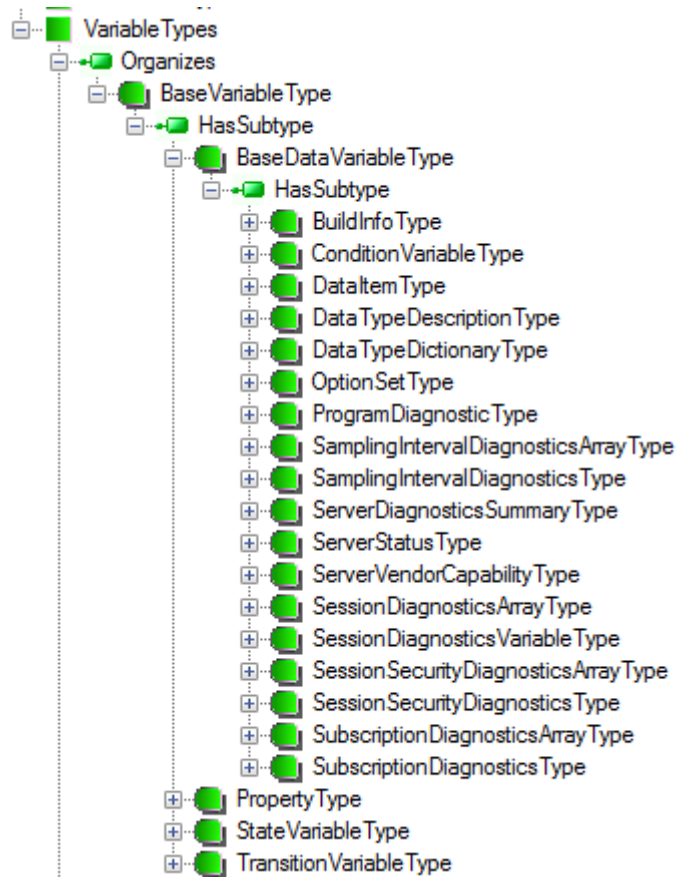 VariableTypes
Organizes
BaseVariableType
HasSubtype
BaseDataVariableType
HasSubtype
BuildInfoType
ConditionVariableType
DataItemType
DataTypeDescriptionType
DataTypeDictionaryType
OptionSetType
ProgramDiagnosticType
SamplingIntervalDiagnosticsArrayType
SamplingIntervalDiagnosticsType
ServerDiagnosticsSummaryType
ServerStatusType
ServerVendorCapabilityType
SessionDiagnosticsArrayType
SessionDiagnosticsVariableType
SessionSecurityDiagnosticsArrayType
SessionSecurityDiagnosticsType
SubscriptionDiagnosticsArrayType
SubscriptionDiagnosticsType
PropertyType
StateVariableType
TransitionVariableType